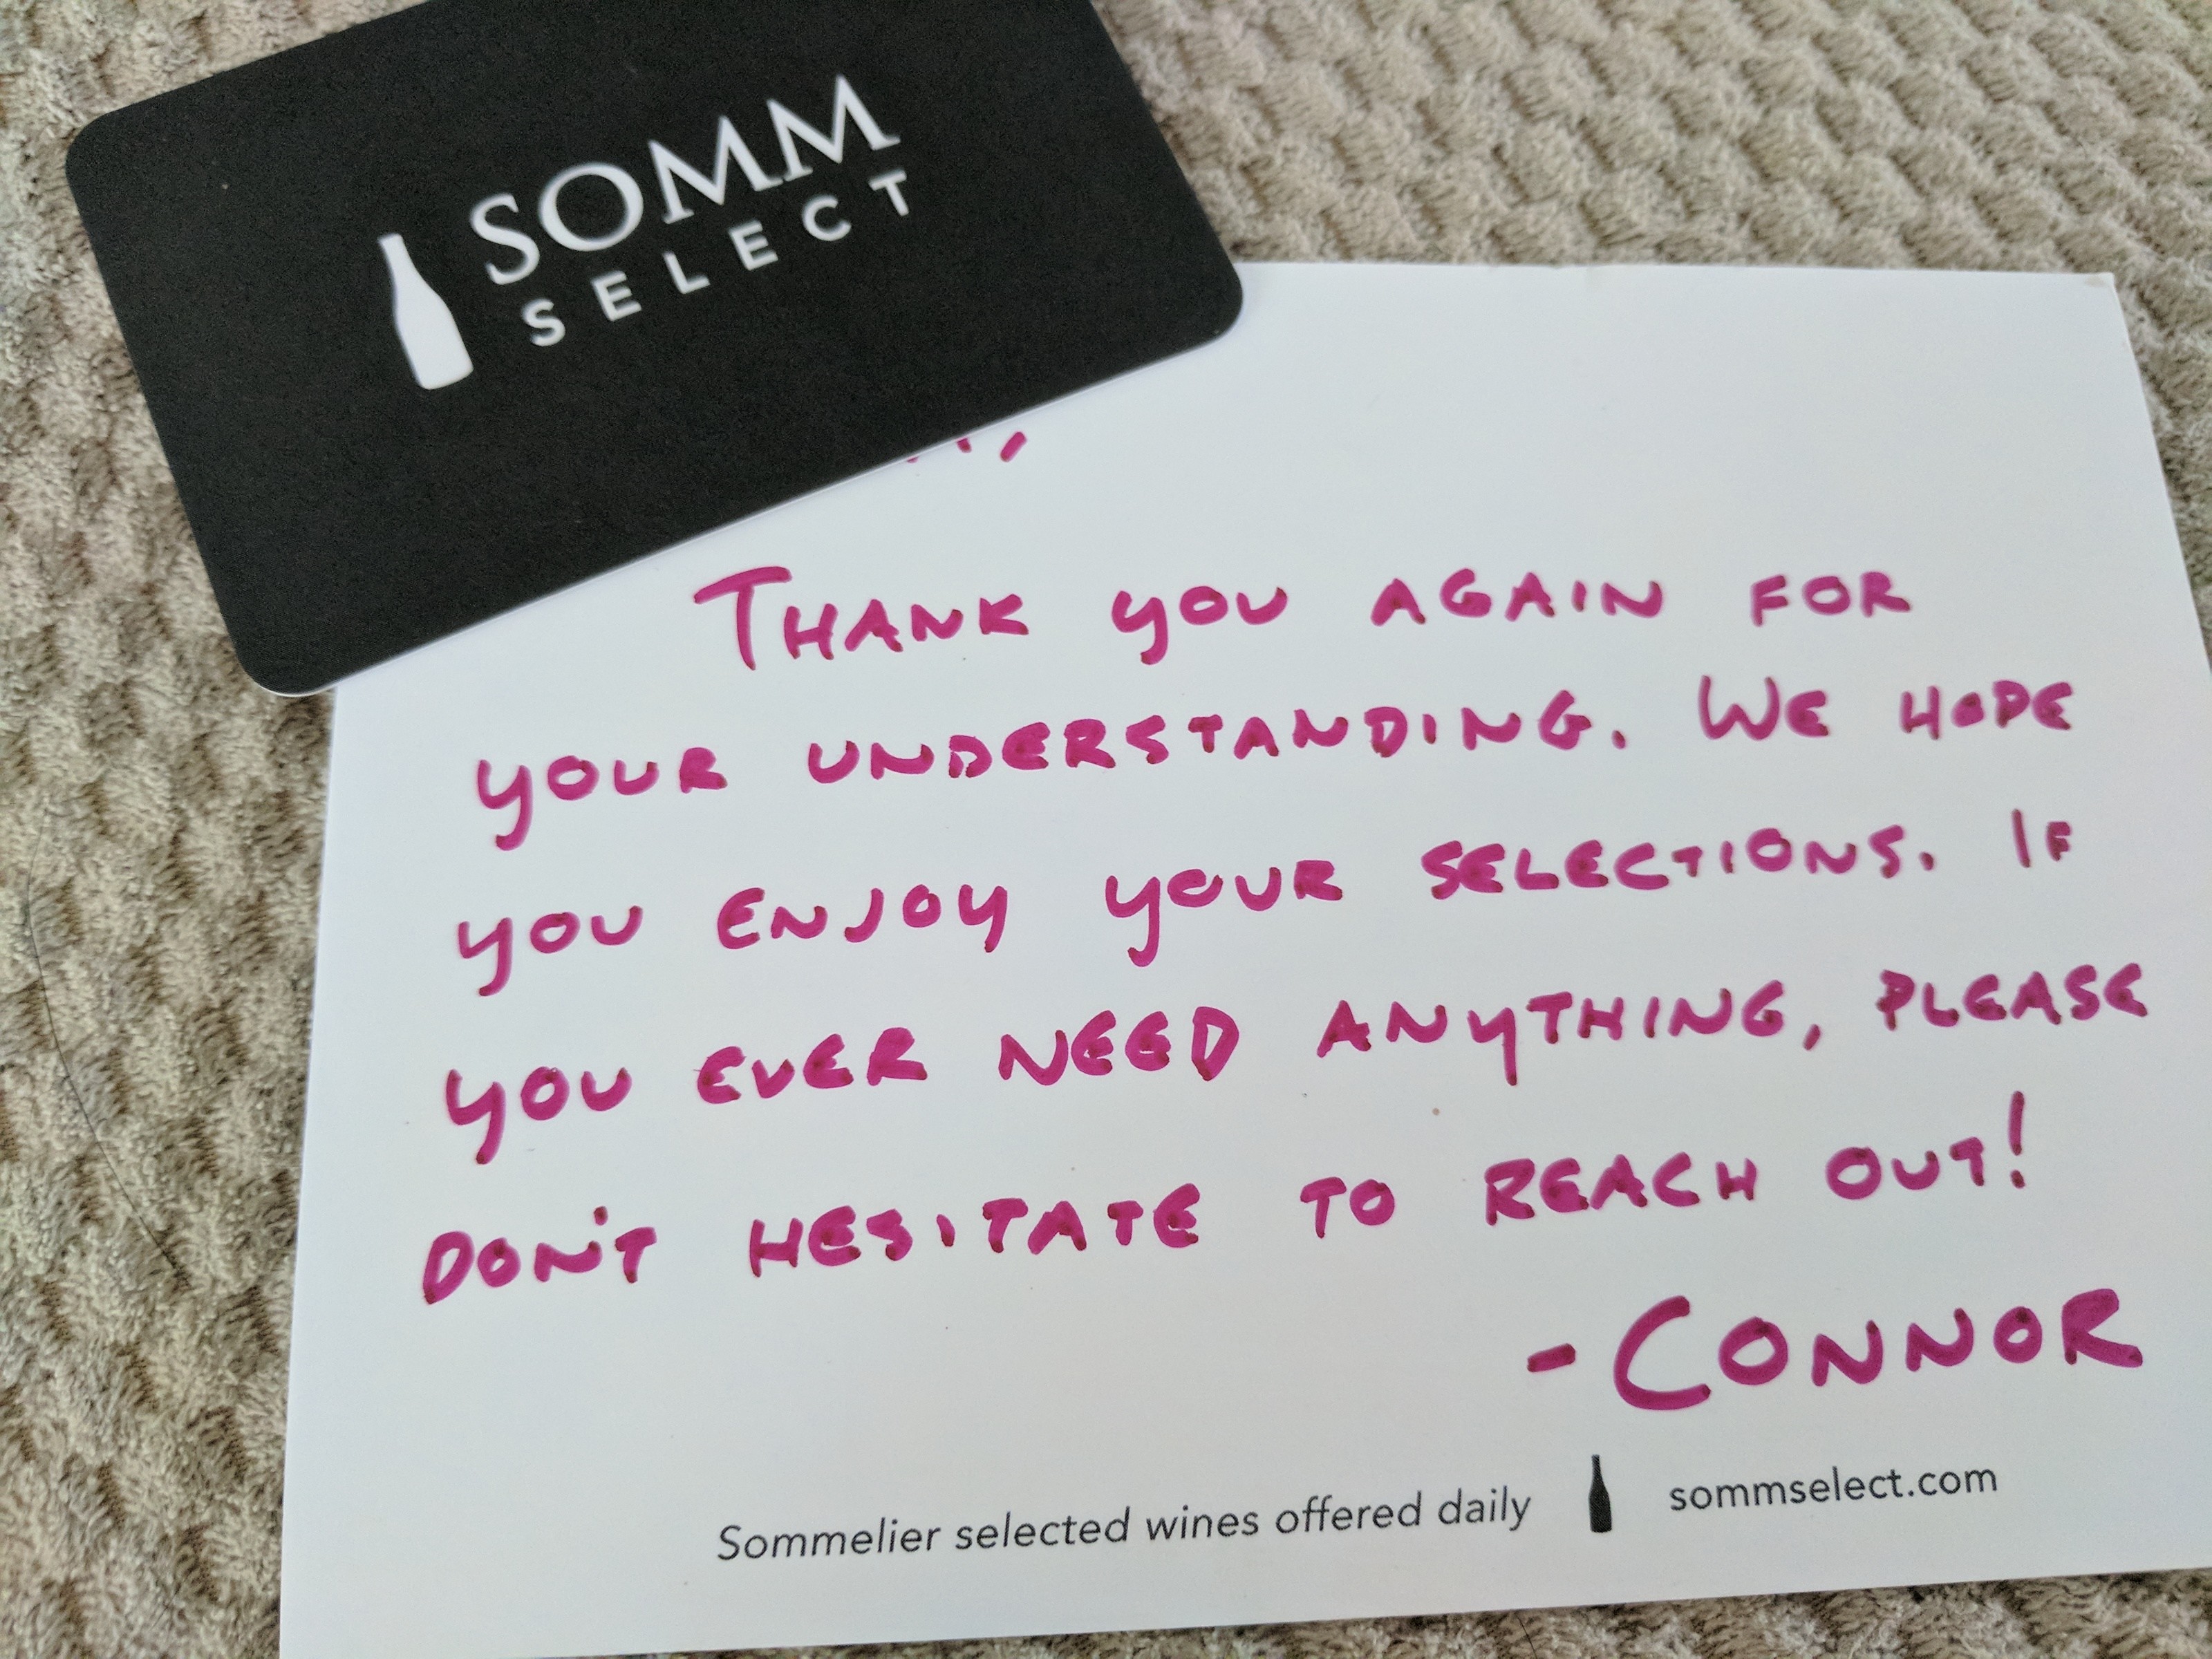 SOMM
SELECT
THANK YOU AGAIN FOR
YOUR UNDERSTANDING. WE HOPE
YOU ENJOY YOUR SELECTIONS. IF
YOU EVER NEED ANYTHING, PLEASE
DON'T HESITATE TO REACH OUT!
-CONNOR
Sommelier selected wines offered daily sommselect.com